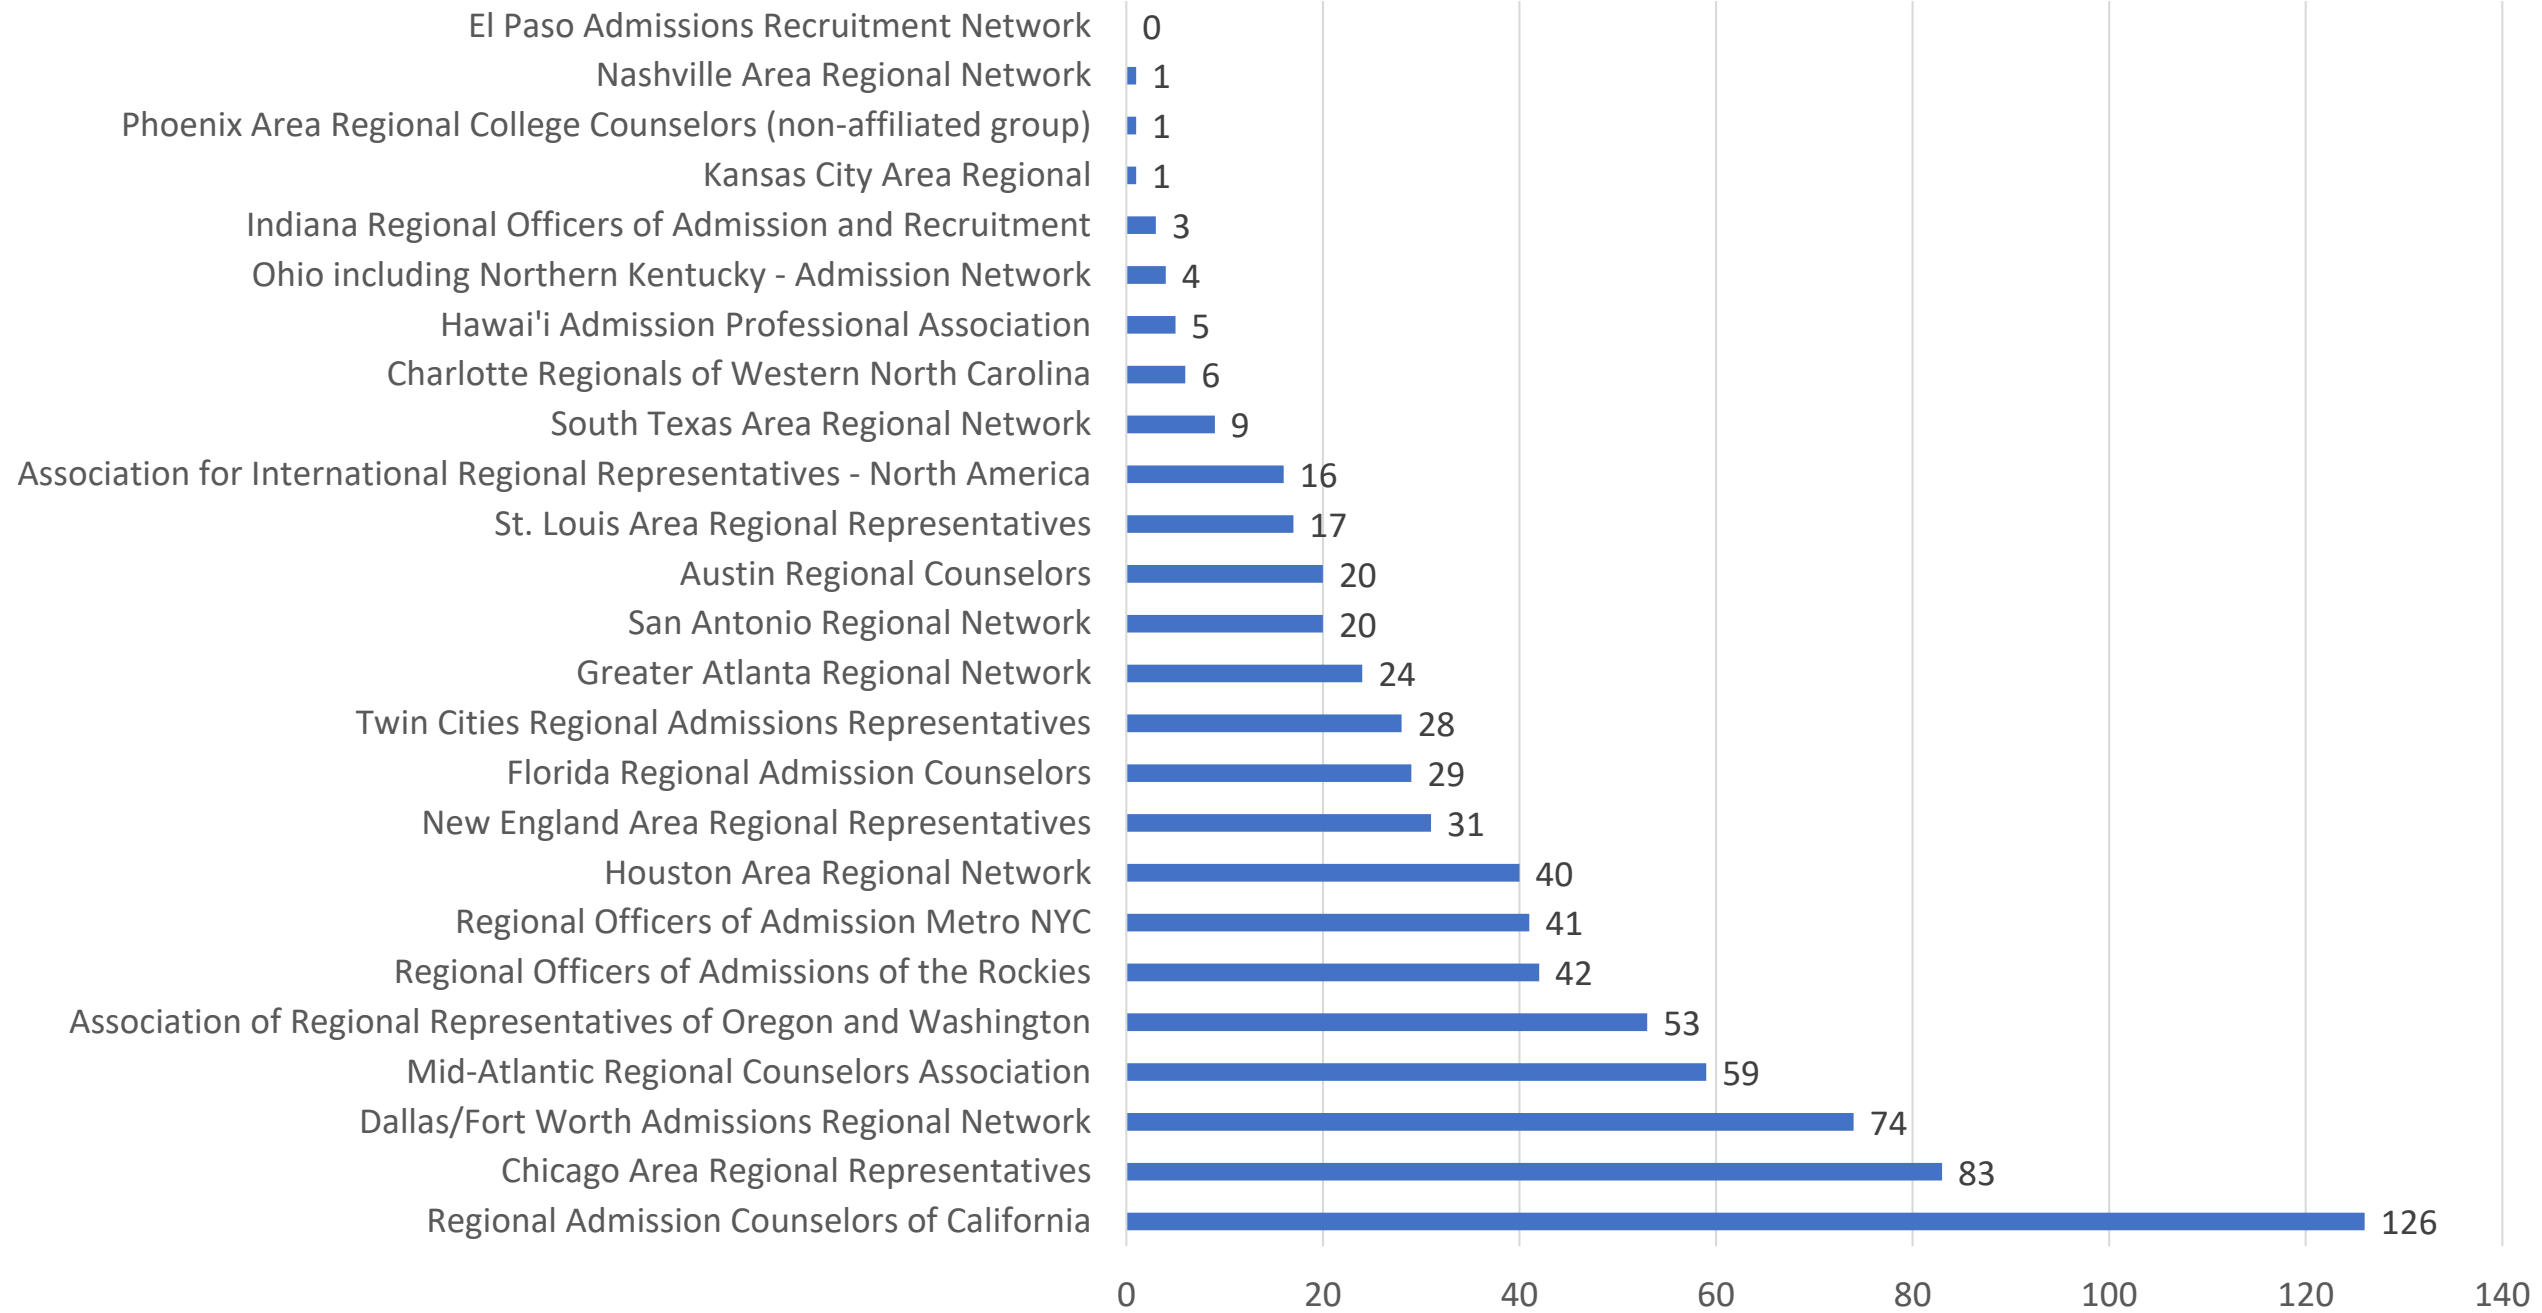 El Paso Admissions Recruitment Network 0
Nashville Area Regional Network 1
Phoenix Area Regional College Counselors (non-affiliated group) 1
Kansas City Area Regional 1
Indiana Regional Officers of Admission and Recruitment 3
Ohio including Northern Kentucky - Admission Network 4
Hawai'i Admission Professional Association 5
Charlotte Regionals of Western North Carolina 6
South Texas Area Regional Network 9
Association for International Regional Representatives - North America 16
St. Louis Area Regional Representatives 17
Austin Regional Counselors 20
San Antonio Regional Network 20
Greater Atlanta Regional Network 24
Twin Cities Regional Admissions Representatives 28
Florida Regional Admission Counselors 29
New England Area Regional Representatives 31
Houston Area Regional Network 40
Regional Officers of Admission Metro NYC 41
Regional Officers of Admissions of the Rockies 42
Association of Regional Representatives of Oregon and Washington 53
Mid-Atlantic Regional Counselors Association 59
Dallas/Fort Worth Admissions Regional Network 74
Chicago Area Regional Representatives 83
Regional Admission Counselors of California 126
0 20 40 60 80 100 120 140